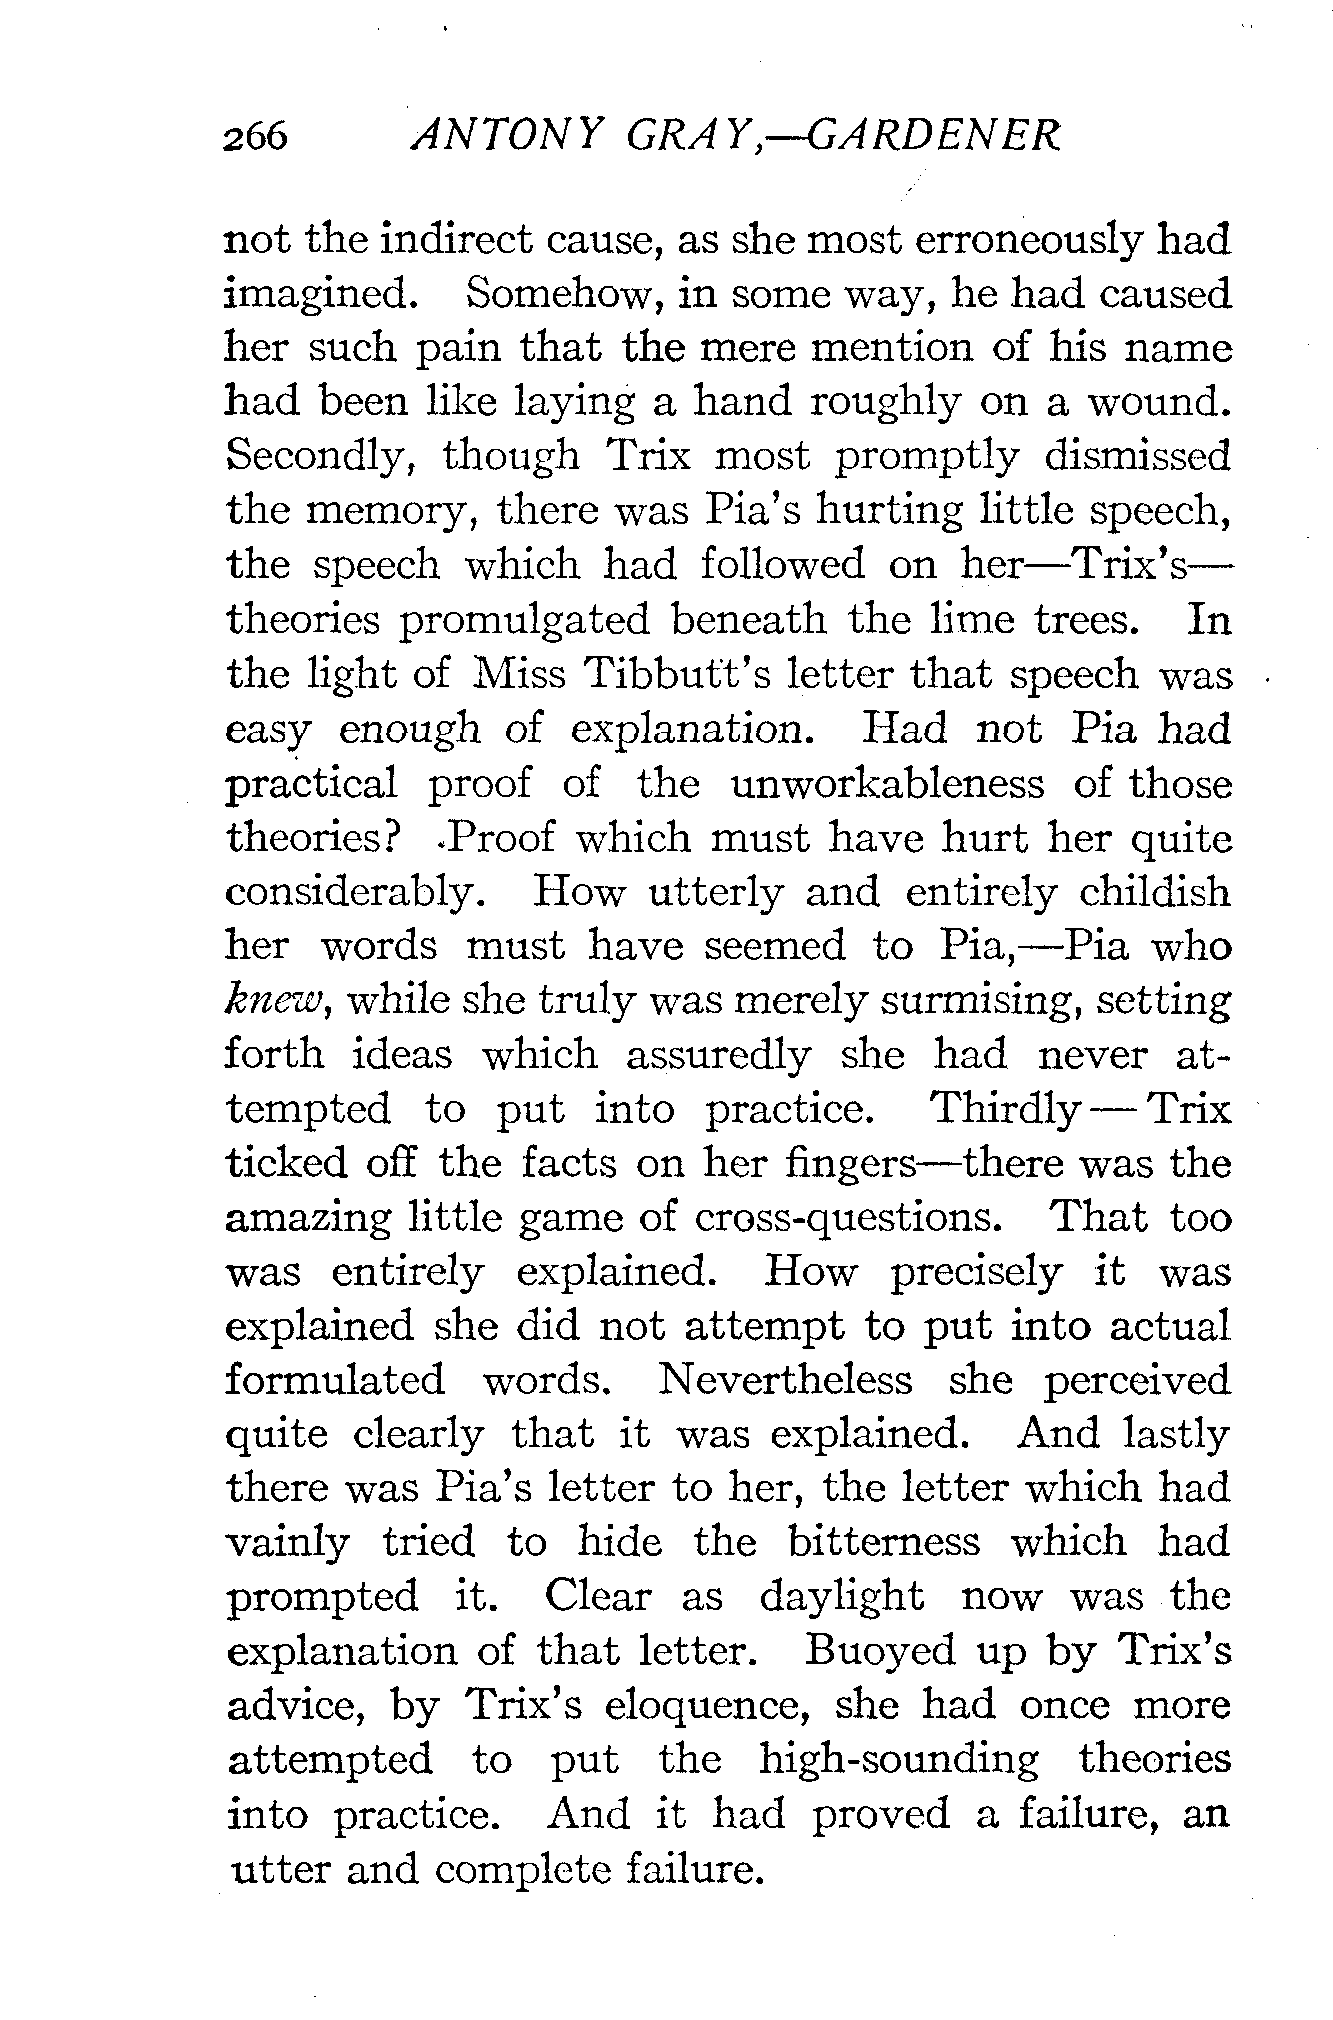 266 ANTONY GRAY,—GARDENER
not the indirect cause, as she most erroneously had
imagined. Somehow, in some way, he had caused
her such pain that the mere mention of his name
had been like laying a hand roughly on a wound.
Secondly, though Trix most promptly dismissed
the memory, there was Pia's hurting little speech,
the speech which had followed on her—Trix's—
theories promulgated beneath the lime trees. In
the light of Miss Tibbutt's letter that speech was
easy enough of explanation. Had not Pia had
practical proof of the unworkableness of those
theories? Proof which must have hurt her quite
considerably. How utterly and entirely childish
her words must have seemed to Pia,—Pia who
knew, while she truly was merely surmising, setting
forth ideas which assuredly she had never at-
tempted to put into practice. Thirdly—Trix
ticked off the facts on her fingers—there was the
amazing little game of cross-questions. That too
was entirely explained. How precisely it was
explained she did not attempt to put into actual
formulated words. Nevertheless she perceived
quite clearly that it was explained. And lastly
there was Pia's letter to her, the letter which had
vainly tried to hide the bitterness which had
prompted it. Clear as daylight now was the
explanation of that letter. Buoyed up by Trix's
advice, by Trix's eloquence, she had once more
attempted to put the high-sounding theories
into practice. And it had proved a failure, an
utter and complete failure.